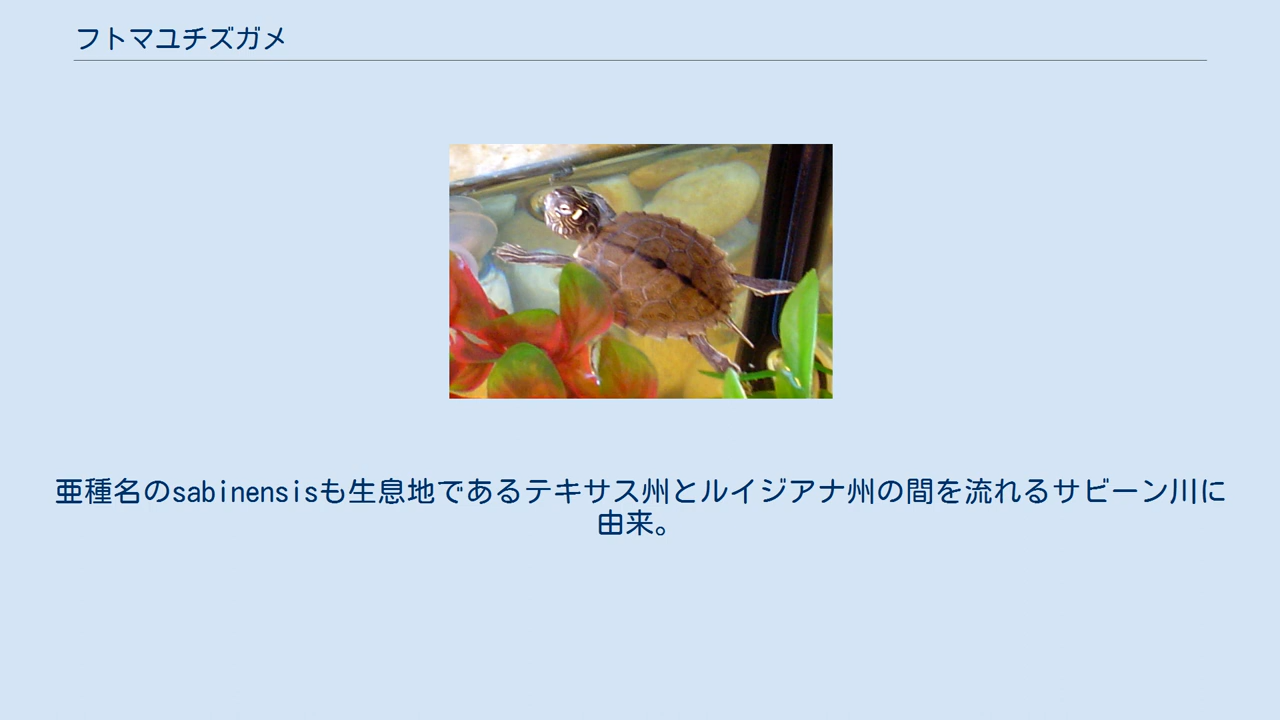 フトマユチズガメ
亜種名のsabinensisも生息地であるテキサス州とルイジアナ州の間を流れるサビーン川に
由来。